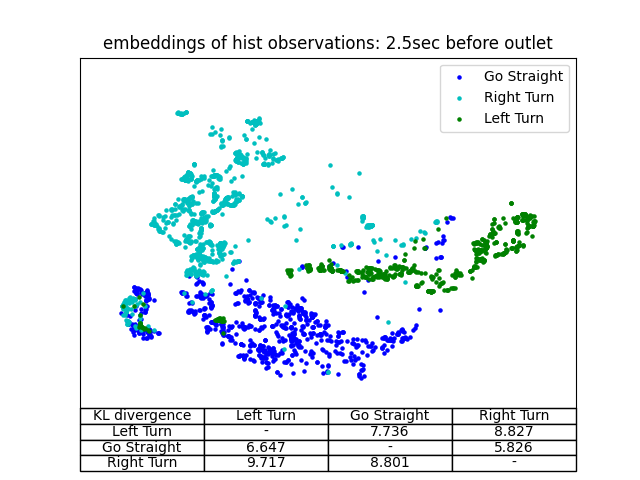 embeddings of hist observations: 2.5sec before outlet
Go Straight
Right Turn
Left Turn
KL divergence Left Turn Go Straight Right Turn
Left Turn - 7.736 8.827
Go Straight 6.647 - 5.826
Right Turn 9.717 8.801 -